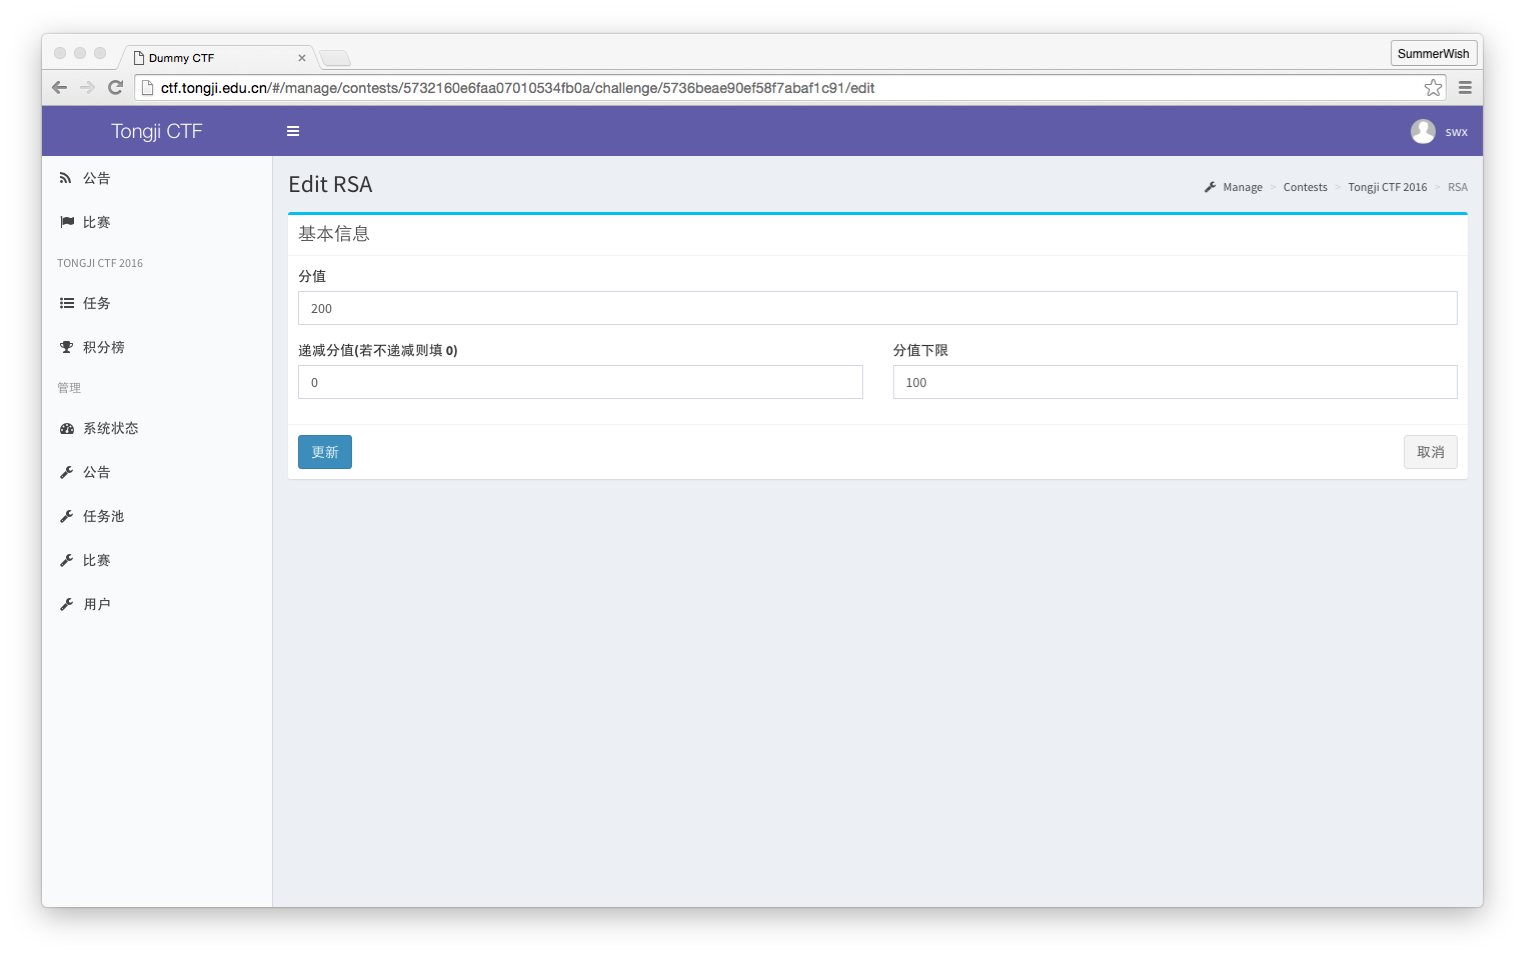 Dummy CTF
SummerWish
ctf.tongji.edu.cn/#/manage/contests/5732160e6faa07010534fb0a/challenge/5736beae90ef58f7abaf1c91/edit
Tongji CTF
swx
公告
比赛
TONGJI CTF 2016
任务
积分榜
管理
系统状态
公告
任务池
比赛
用户
Edit RSA
Manage > Contests > Tongji CTF 2016 > RSA
基本信息
分值
200
递减分值(若不递减则填 0)
分值下限
0
100
更新
取消